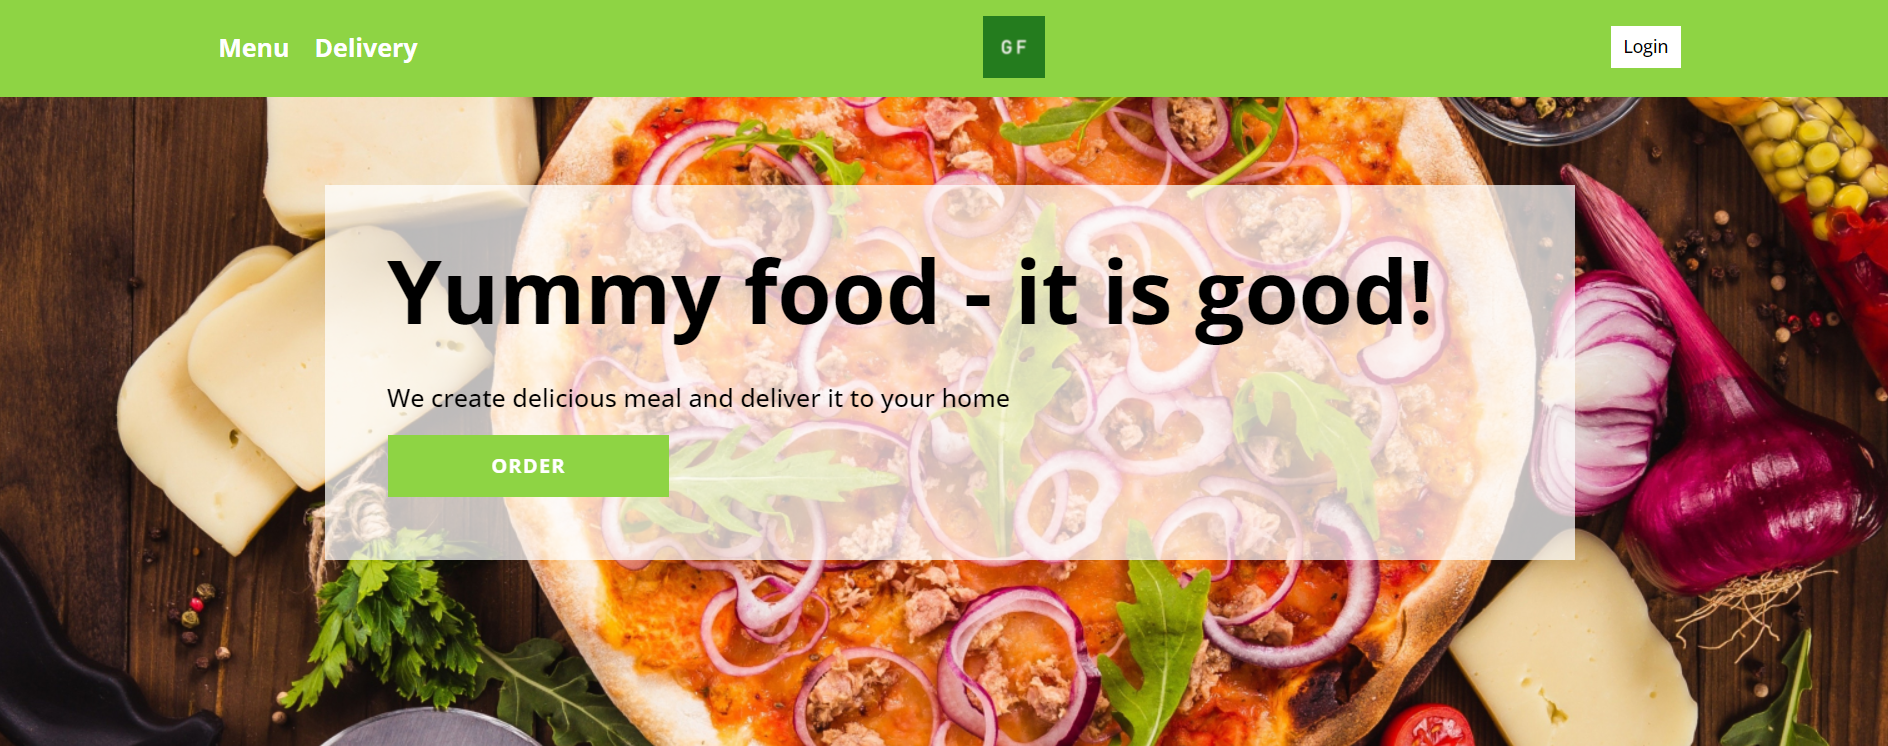 Menu Delivery GF Login
Yummy food - it is good!
We create delicious meal and deliver it to your home
ORDER